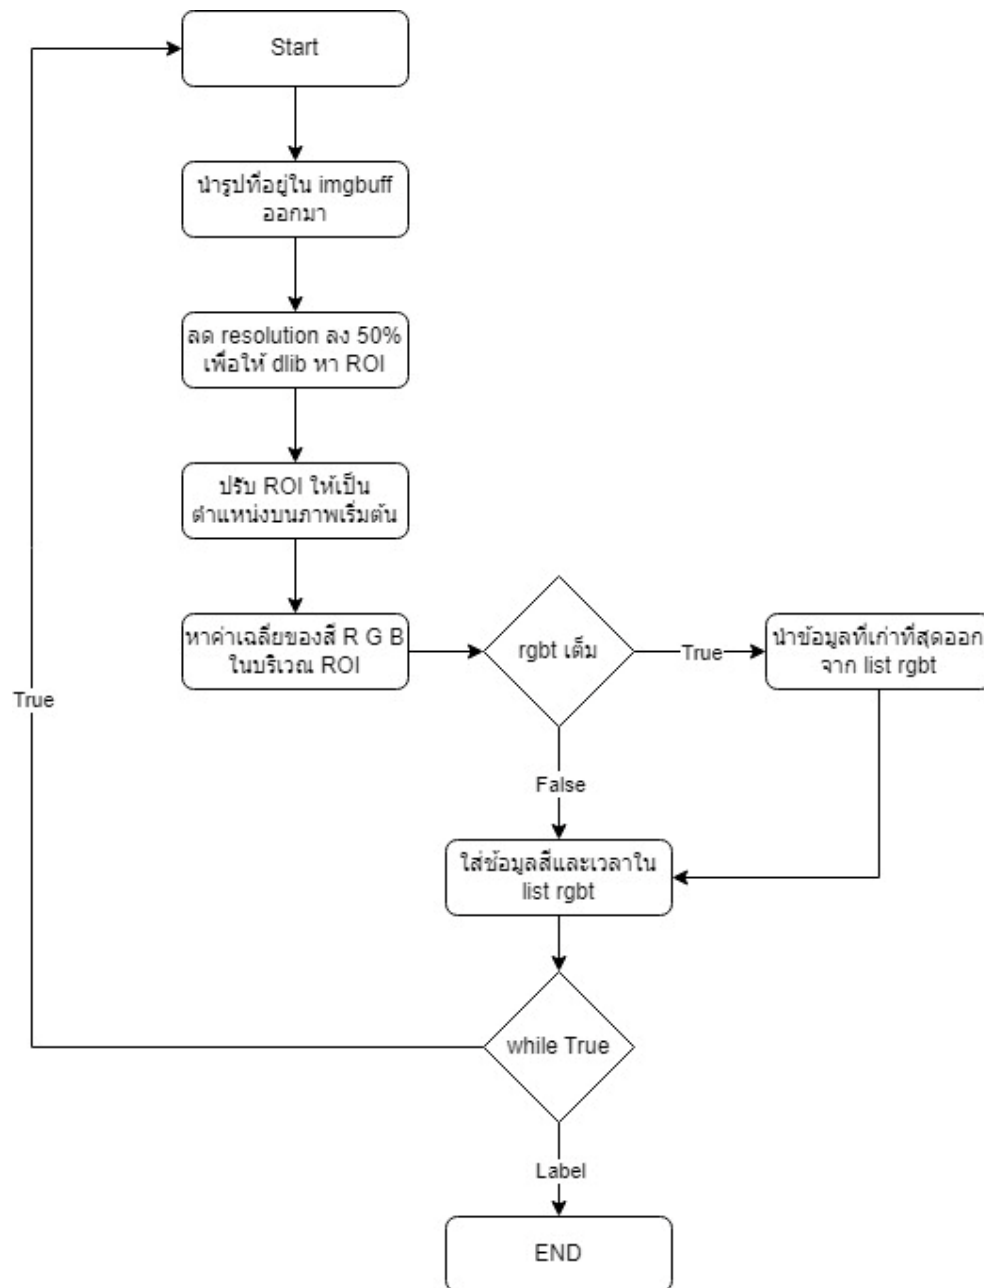 Start
นำรูปที่อยู่ใน imgbuff
ออกมา
ลด resolution ลง 50%
เพื่อให้ dlib หา ROI
ปรับ ROI ให้เป็น
ตำแหน่งบนภาพเริ่มต้น
หาค่าเฉลี่ยของสี R G B
ในบริเวณ ROI
rgbt เต็ม
True
นำข้อมูลที่เก่าที่สุดออก
จาก list rgbt
True
False
ใส่ข้อมูลสีและเวลาใน
list rgbt
while True
Label
END